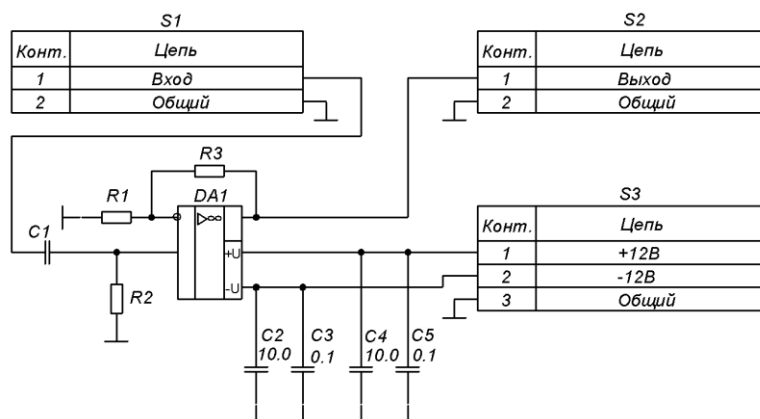 S1
Конт. Цепь
1 Вход
2 Общий
S2
Конт. Цепь
1 Выход
2 Общий
R3
R1
DA1
▷∞
C1
+U
-U
R2
S3
Конт. Цепь
1 +12В
2 -12В
3 Общий
C2 C3 C4 C5
10.0 0.1 10.0 0.1